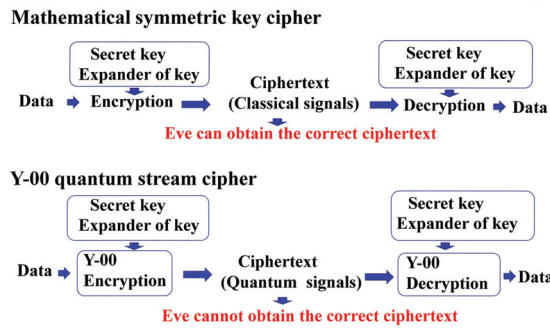 Mathematical symmetric key cipher
Secret key
Expander of key
Secret key
Expander of key
Ciphertext
(Classical signals)
Data
Encryption
Decryption
Data
Eve can obtain the correct ciphertext
Y-00 quantum stream cipher
Secret key
Expander of key
Secret key
Expander of key
Data
Y-00
Encryption
Ciphertext
(Quantum signals)
Y-00
Decryption
Data
Eve cannot obtain the correct ciphertext